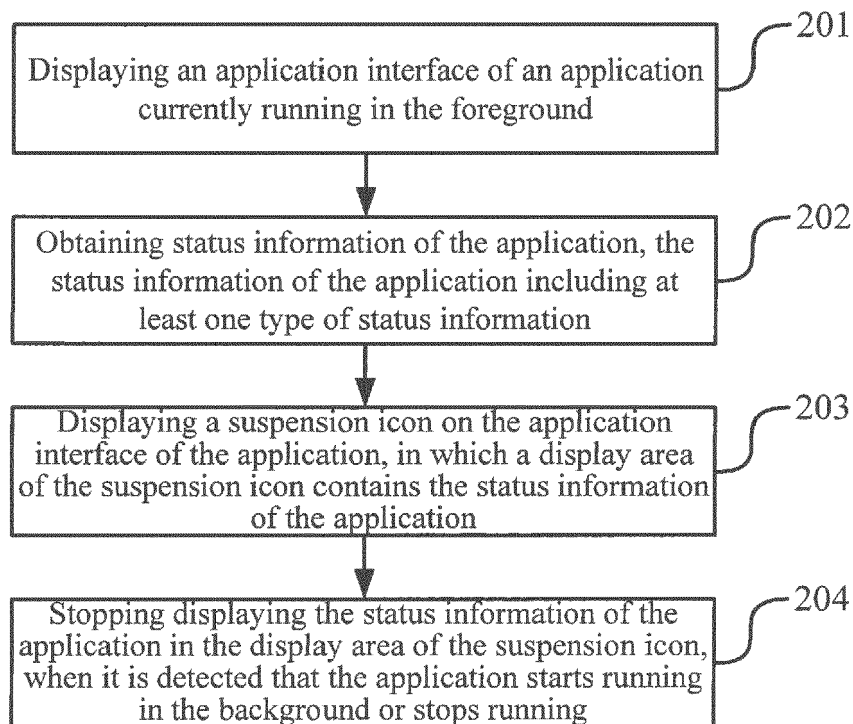 201
Displaying an application interface of an application
currently running in the foreground
202
Obtaining status information of the application, the
status information of the application including at
least one type of status information
203
Displaying a suspension icon on the application
interface of the application, in which a display area
of the suspension icon contains the status information
of the application
204
Stopping displaying the status information of the
application in the display area of the suspension icon,
when it is detected that the application starts running
in the background or stops running